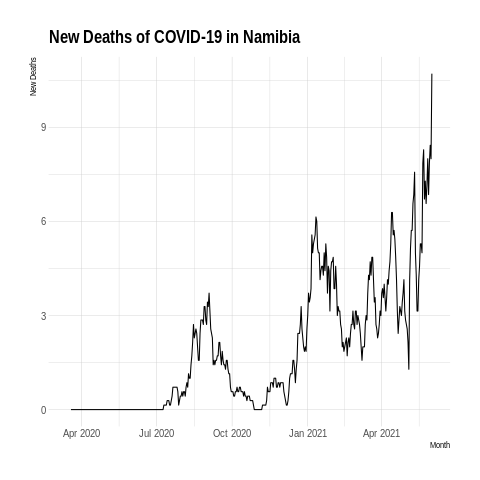 New Deaths of COVID-19 in Namibia
New Deaths
9
6
3
0
Apr 2020 Jul 2020 Oct 2020 Jan 2021 Apr 2021
Month